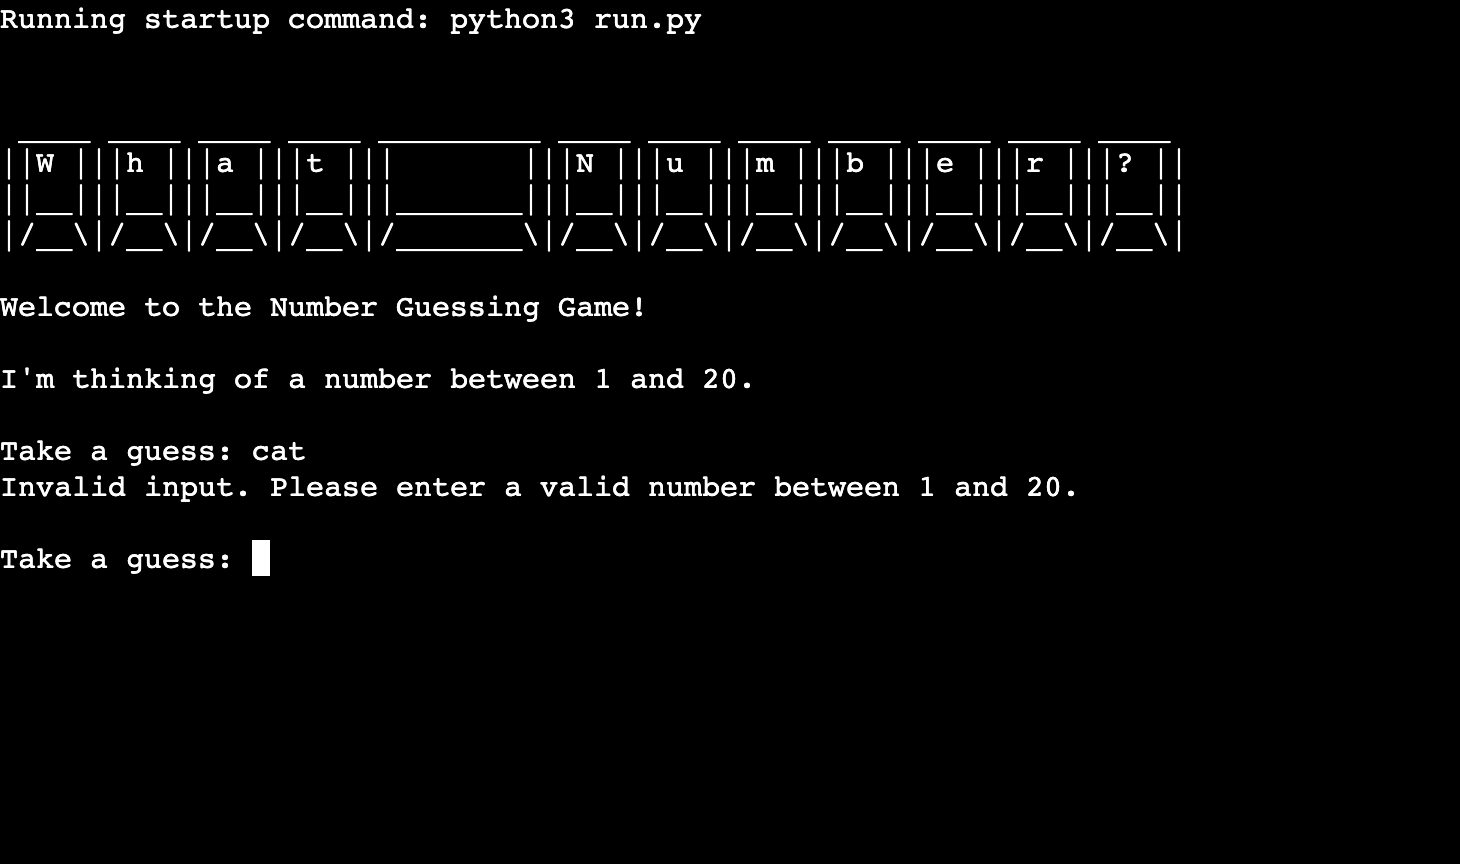 Running startup command: python3 run.py
 ____ ____ ____ ____ _________ ____ ____ ____ ____ ____ ____ ____
||W |||h |||a |||t |||       |||N |||u |||m |||b |||e |||r |||? ||
||__|||__|||__|||__|||_______|||__|||__|||__|||__|||__|||__|||__||
|/__\|/__\|/__\|/__\|/_______\|/__\|/__\|/__\|/__\|/__\|/__\|/__\|
Welcome to the Number Guessing Game!
I'm thinking of a number between 1 and 20.
Take a guess: cat
Invalid input. Please enter a valid number between 1 and 20.
Take a guess: